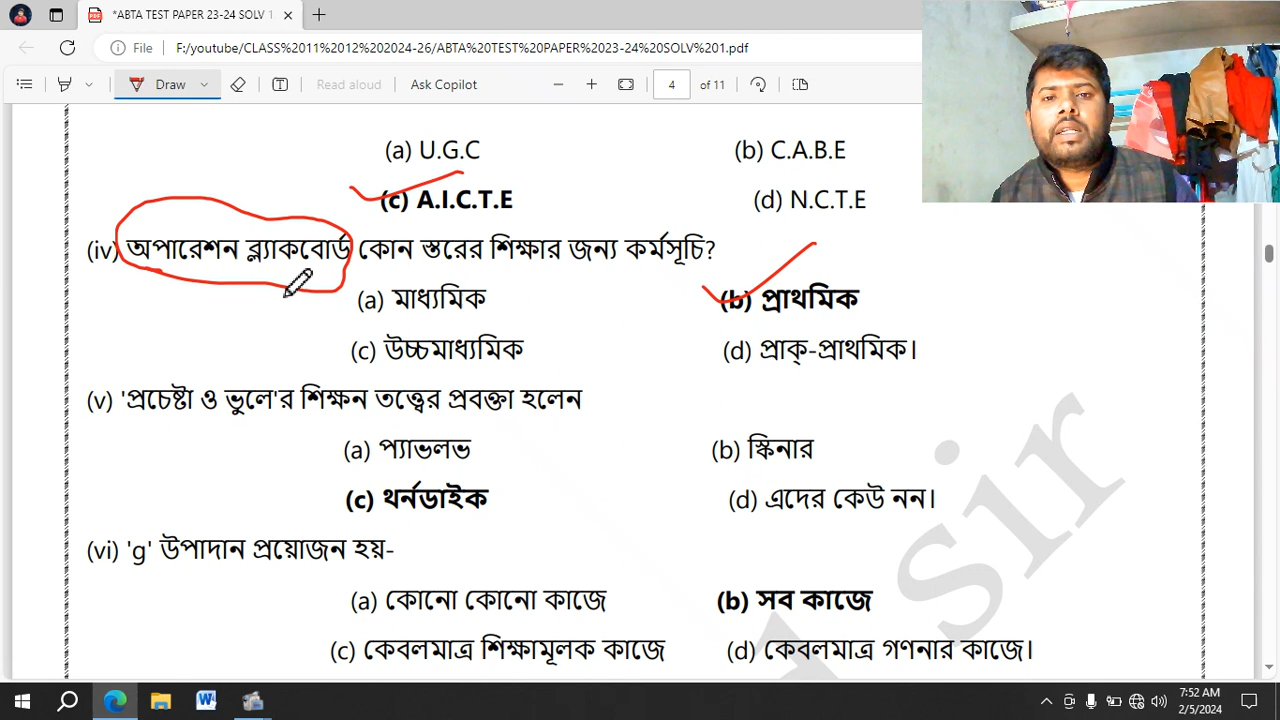 *ABTA TEST PAPER 23-24 SOLV 1
File F:/youtube/CLASS%2011%2012%202024-26/ABTA%20TEST%20PAPER%2023-24%20SOLV%201.pdf
Draw Read aloud Ask Copilot 4 of 11
(a) U.G.C (b) C.A.B.E
(c) A.I.C.T.E (d) N.C.T.E
(iv) অপারেশন ব্ল্যাকবোর্ড কোন স্তরের শিক্ষার জন্য কর্মসূচি?
(a) মাধ্যমিক (b) প্রাথমিক
(c) উচ্চমাধ্যমিক (d) প্রাক্-প্রাথমিক।
(v) 'প্রচেষ্টা ও ভুলে'র শিক্ষন তত্ত্বের প্রবক্তা হলেন
(a) প্যাভলভ (b) স্কিনার
(c) থর্নডাইক (d) এদের কেউ নন।
(vi) 'g' উপাদান প্রয়োজন হয়-
(a) কোনো কোনো কাজে (b) সব কাজে
(c) কেবলমাত্র শিক্ষামূলক কাজে (d) কেবলমাত্র গণনার কাজে।
sir
7:52 AM
2/5/2024